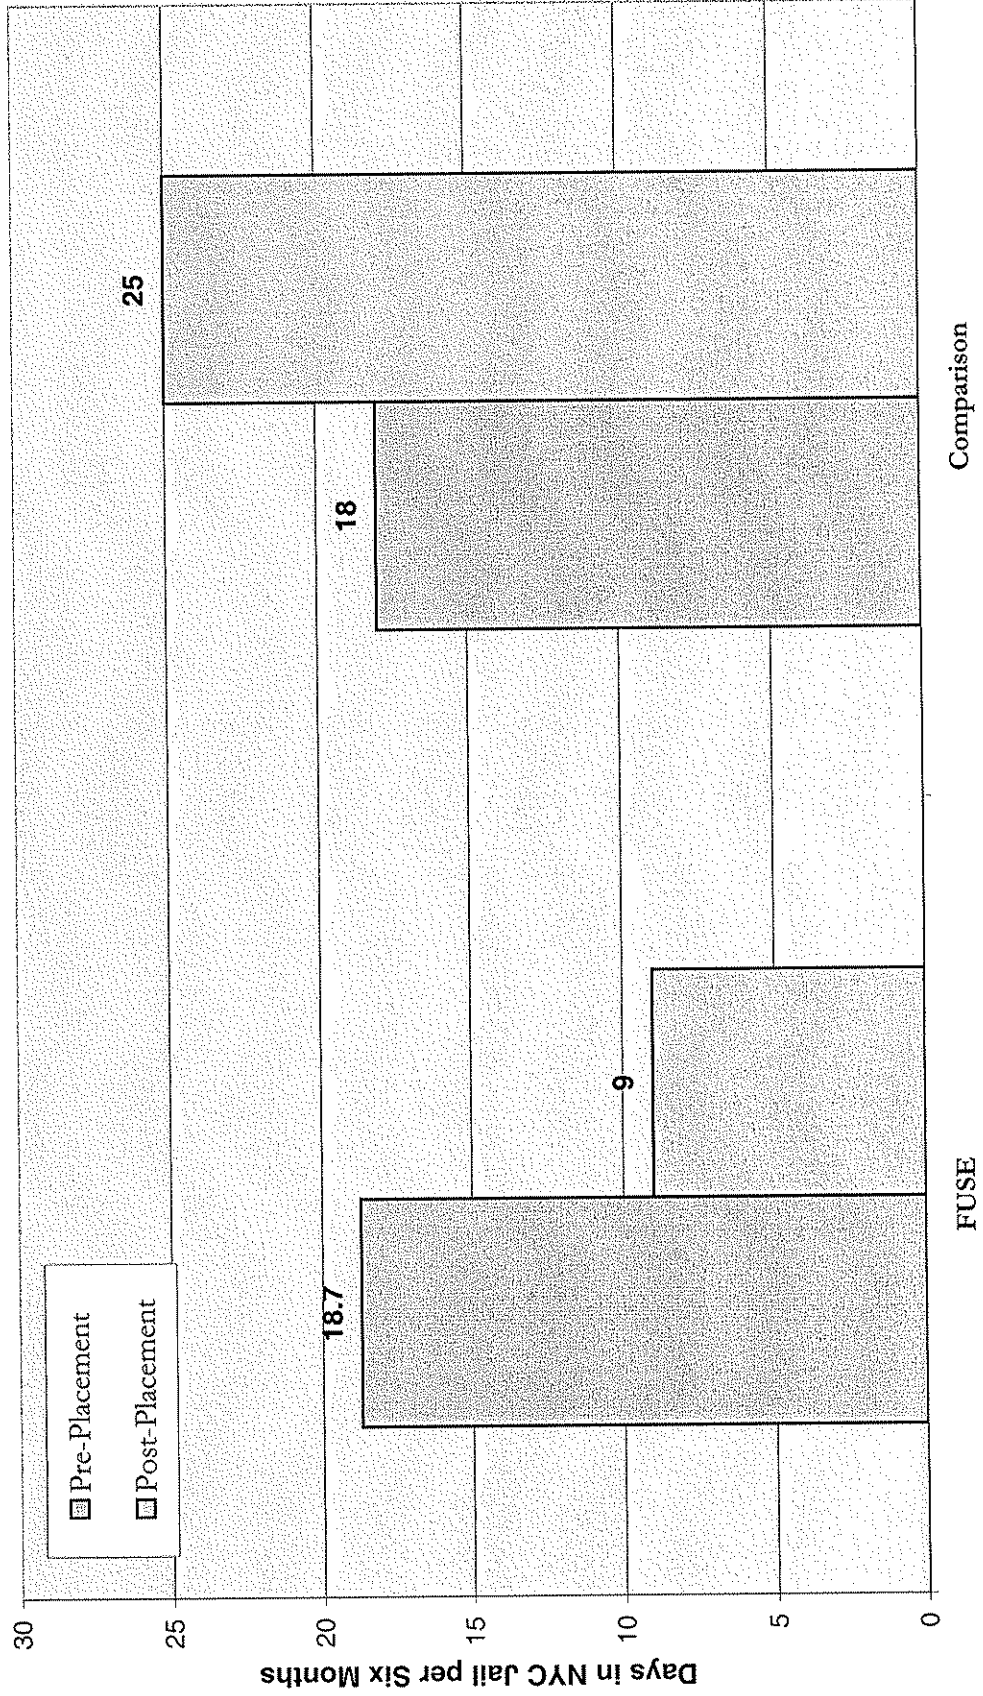 Pre-Placement
Post-Placement
30
25
20
15
10
5
0
Days in NYC Jail per Six Months
18.7
9
18
25
FUSE
Comparison